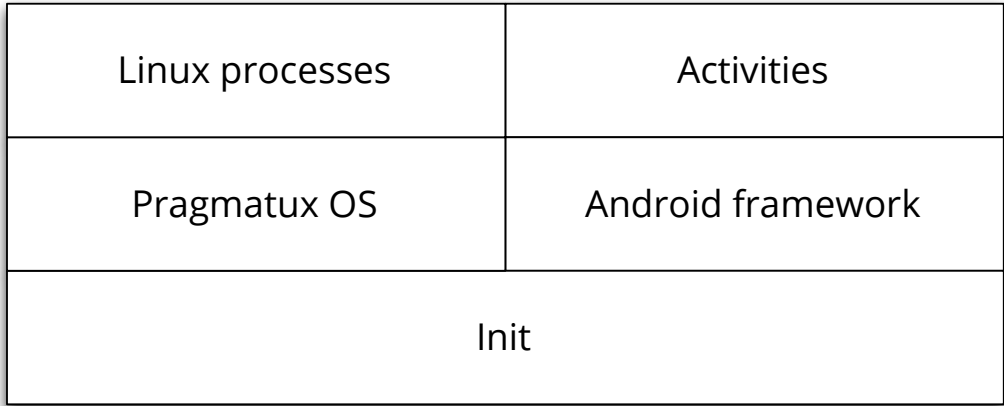 Linux processes
Activities
Pragmatux OS
Android framework
Init